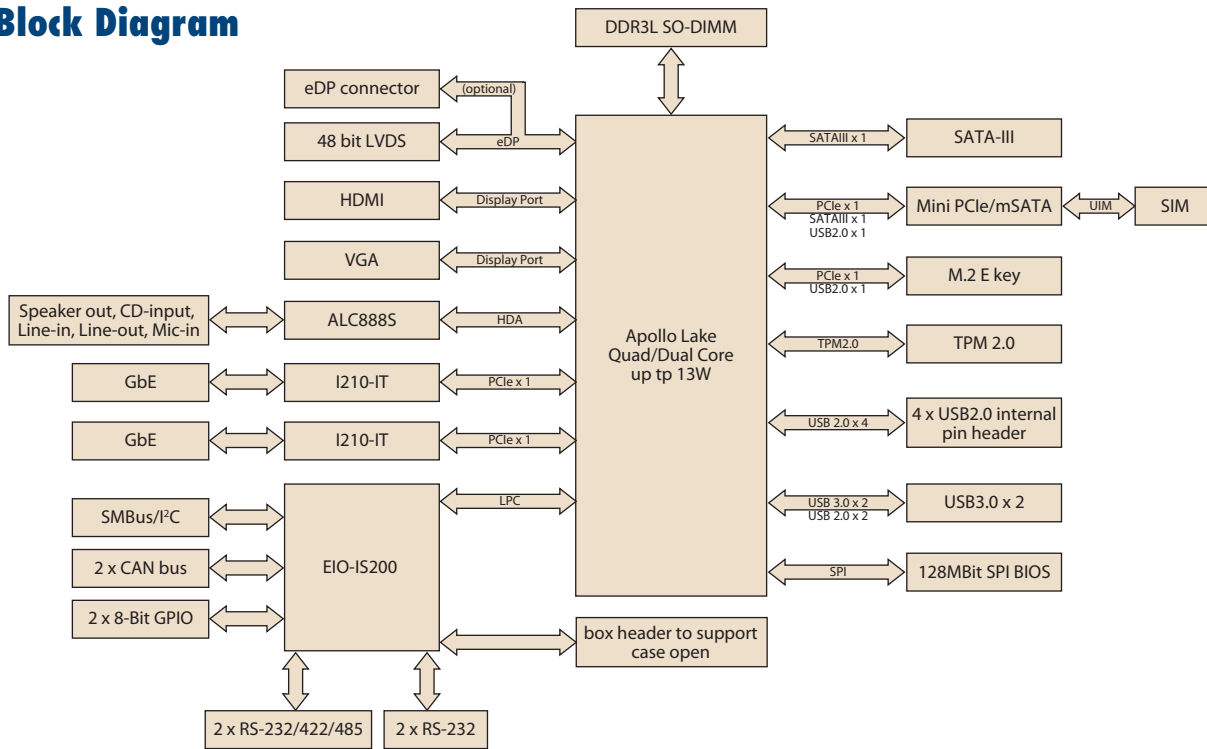 Block Diagram
DDR3L SO-DIMM
eDP connector
(optional)
48 bit LVDS
eDP
SATAIII x 1
SATA-III
HDMI
Display Port
PCIe x 1
SATAIII x 1
USB2.0 x 1
Mini PCIe/mSATA
UIM
SIM
VGA
Display Port
PCIe x 1
USB2.0 x 1
M.2 E key
Speaker out, CD-input,
Line-in, Line-out, Mic-in
ALC888S
HDA
Apollo Lake
Quad/Dual Core
up tp 13W
TPM2.0
TPM 2.0
GbE
I210-IT
PCIe x 1
GbE
I210-IT
PCIe x 1
USB 2.0 x 4
4 x USB2.0 internal
pin header
SMBus/I²C
LPC
USB 3.0 x 2
USB 2.0 x 2
USB3.0 x 2
2 x CAN bus
EIO-IS200
SPI
128MBit SPI BIOS
2 x 8-Bit GPIO
box header to support
case open
2 x RS-232/422/485
2 x RS-232